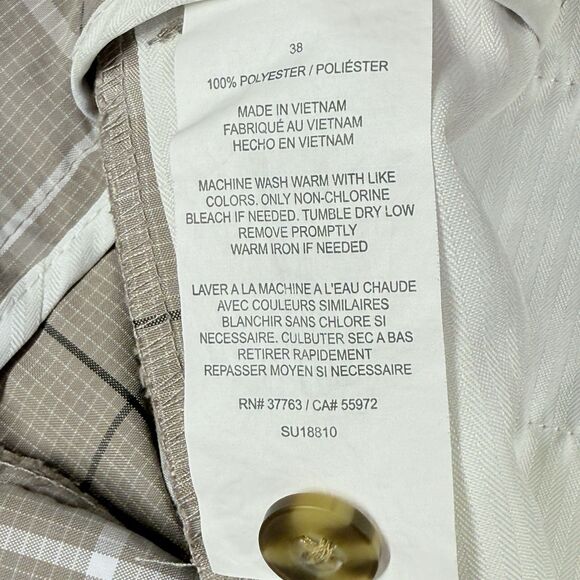 38
100% POLYESTER / POLIÉSTER
MADE IN VIETNAM
FABRIQUÉ AU VIETNAM
HECHO EN VIETNAM
MACHINE WASH WARM WITH LIKE
COLORS. ONLY NON-CHLORINE
BLEACH IF NEEDED. TUMBLE DRY LOW
REMOVE PROMPTLY
WARM IRON IF NEEDED
LAVER A LA MACHINE A L'EAU CHAUDE
AVEC COULEURS SIMILAIRES
BLANCHIR SANS CHLORE SI
NECESSAIRE. CULBUTER SEC A BAS
RETIRER RAPIDEMENT
REPASSER MOYEN SI NECESSAIRE
RN# 37763 / CA# 55972
SU18810